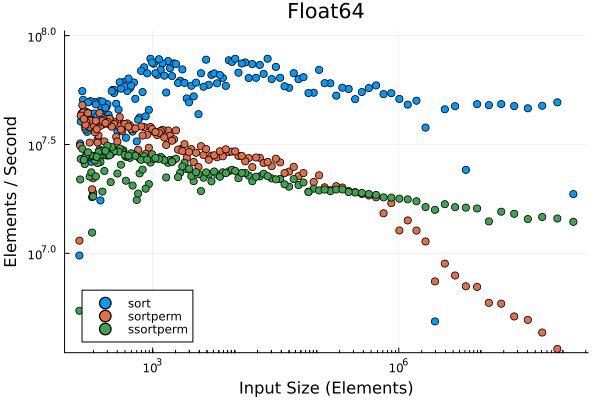 Float64
Elements / Second
10^8.0
10^7.5
10^7.0
sort
sortperm
ssortperm
10^3
10^6
Input Size (Elements)